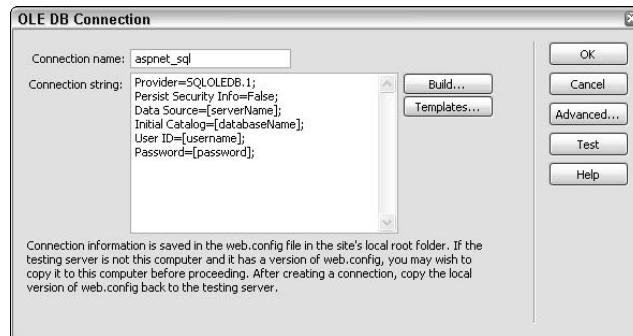 OLE DB Connection
Connection name: aspnet_sql
OK
Connection string: Provider=SQLOLEDB.1;
Build...
Cancel
Persist Security Info=False;
Data Source=[serverName];
Templates...
Advanced...
Initial Catalog=[databaseName];
User ID=[username];
Password=[password];
Test
Help
Connection information is saved in the web.config file in the site's local root folder. If the
testing server is not this computer and it has a version of web.config, you may wish to
copy it to this computer before proceeding. After creating a connection, copy the local
version of web.config back to the testing server.